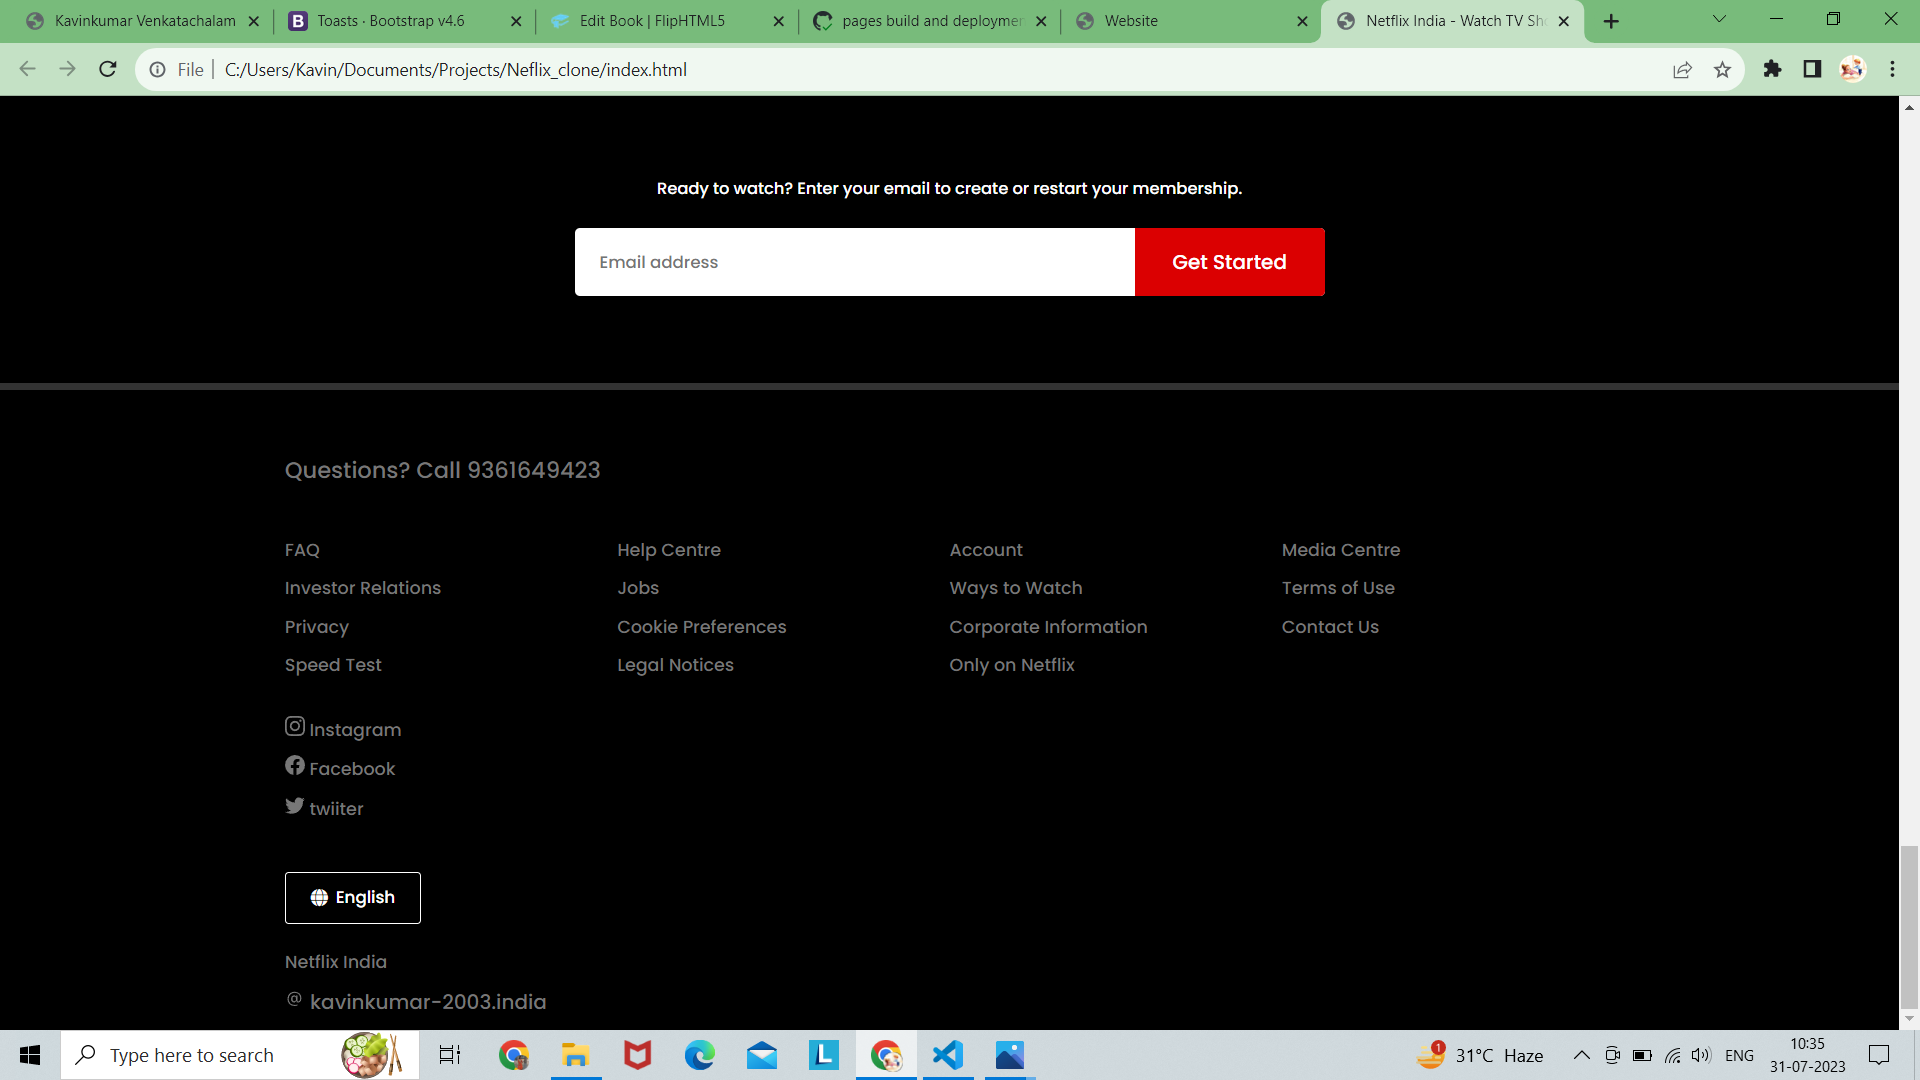 Kavinkumar Venkatachalam
Toasts · Bootstrap v4.6
Edit Book | FlipHTML5
pages build and deploymen
Website
Netflix India - Watch TV Sh
File
C:/Users/Kavin/Documents/Projects/Neflix_clone/index.html
Ready to watch? Enter your email to create or restart your membership.
Email address
Get Started
Questions? Call 9361649423
FAQ
Help Centre
Account
Media Centre
Investor Relations
Jobs
Ways to Watch
Terms of Use
Privacy
Cookie Preferences
Corporate Information
Contact Us
Speed Test
Legal Notices
Only on Netflix
Instagram
Facebook
twiiter
English
Netflix India
@ kavinkumar-2003.india
Type here to search
L
1
31°C Haze
ENG
10:35
31-07-2023